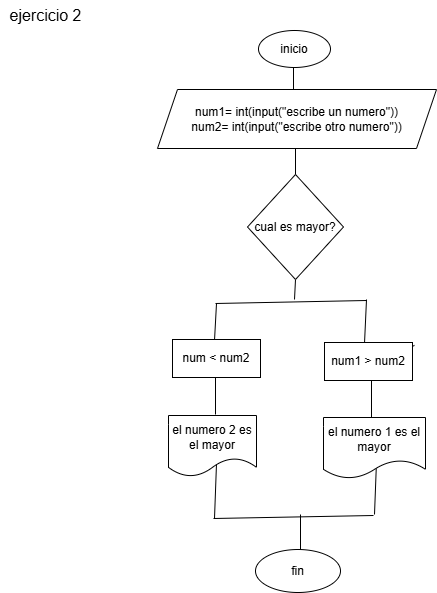 ejercicio 2
inicio
num1= int(input("escribe un numero"))
num2= int(input("escribe otro numero"))
cual es mayor?
num < num2
num1 > num2
el numero 2 es
el mayor
el numero 1 es el
mayor
fin